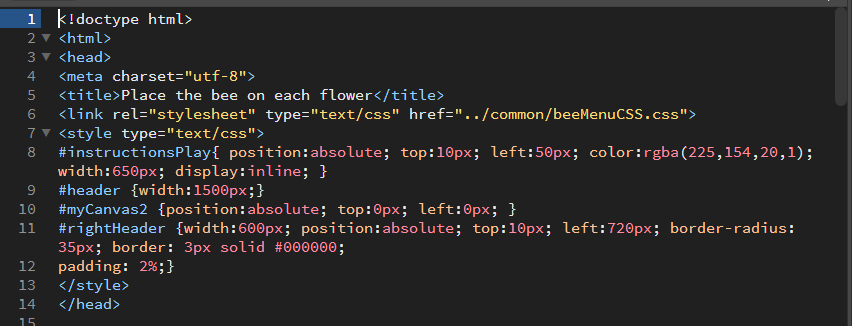 1 <!doctype html>
2 <html>
3 <head>
4 <meta charset="utf-8">
5 <title>Place the bee on each flower</title>
6 <link rel="stylesheet" type="text/css" href="../common/beeMenuCSS.css">
7 <style type="text/css">
8 #instructionsPlay{ position:absolute; top:10px; left:50px; color:rgba(225,154,20,1);
width:650px; display:inline; }
9 #header {width:1500px;}
10 #myCanvas2 {position:absolute; top:0px; left:0px; }
11 #rightHeader {width:600px; position:absolute; top:10px; left:720px; border-radius:
35px; border: 3px solid #000000;
12 padding: 2%;}
13 </style>
14 </head>
15